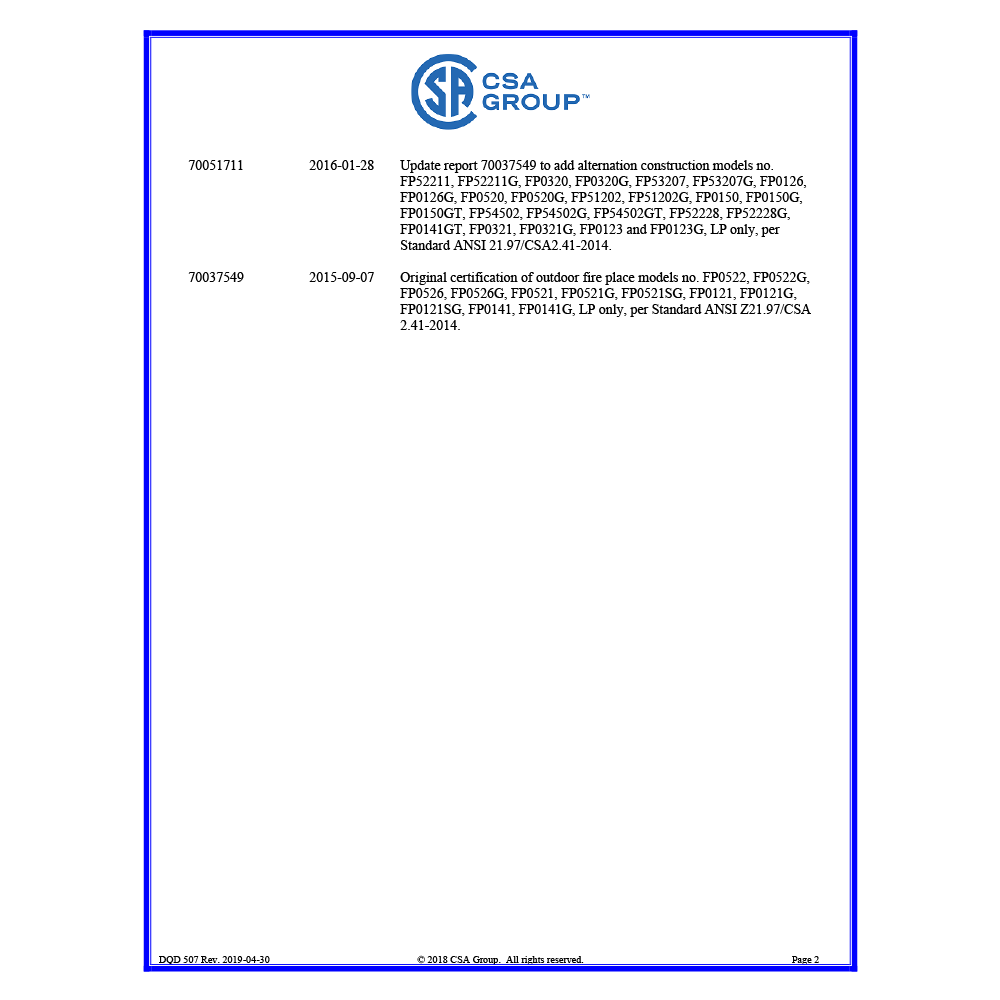 CSA
GROUP™
70051711 2016-01-28 Update report 70037549 to add alternation construction models no.
FP52211, FP52211G, FP0320, FP0320G, FP53207, FP53207G, FP0126,
FP0126G, FP0520, FP0520G, FP51202, FP51202G, FP0150, FP0150G,
FP0150GT, FP54502, FP54502G, FP54502GT, FP52228, FP52228G,
FP0141GT, FP0321, FP0321G, FP0123 and FP0123G, LP only, per
Standard ANSI 21.97/CSA2.41-2014.
70037549 2015-09-07 Original certification of outdoor fire place models no. FP0522, FP0522G,
FP0526, FP0526G, FP0521, FP0521G, FP0521SG, FP0121, FP0121G,
FP0121SG, FP0141, FP0141G, LP only, per Standard ANSI Z21.97/CSA
2.41-2014.
DQD 507 Rev. 2019-04-30 © 2018 CSA Group. All rights reserved. Page 2